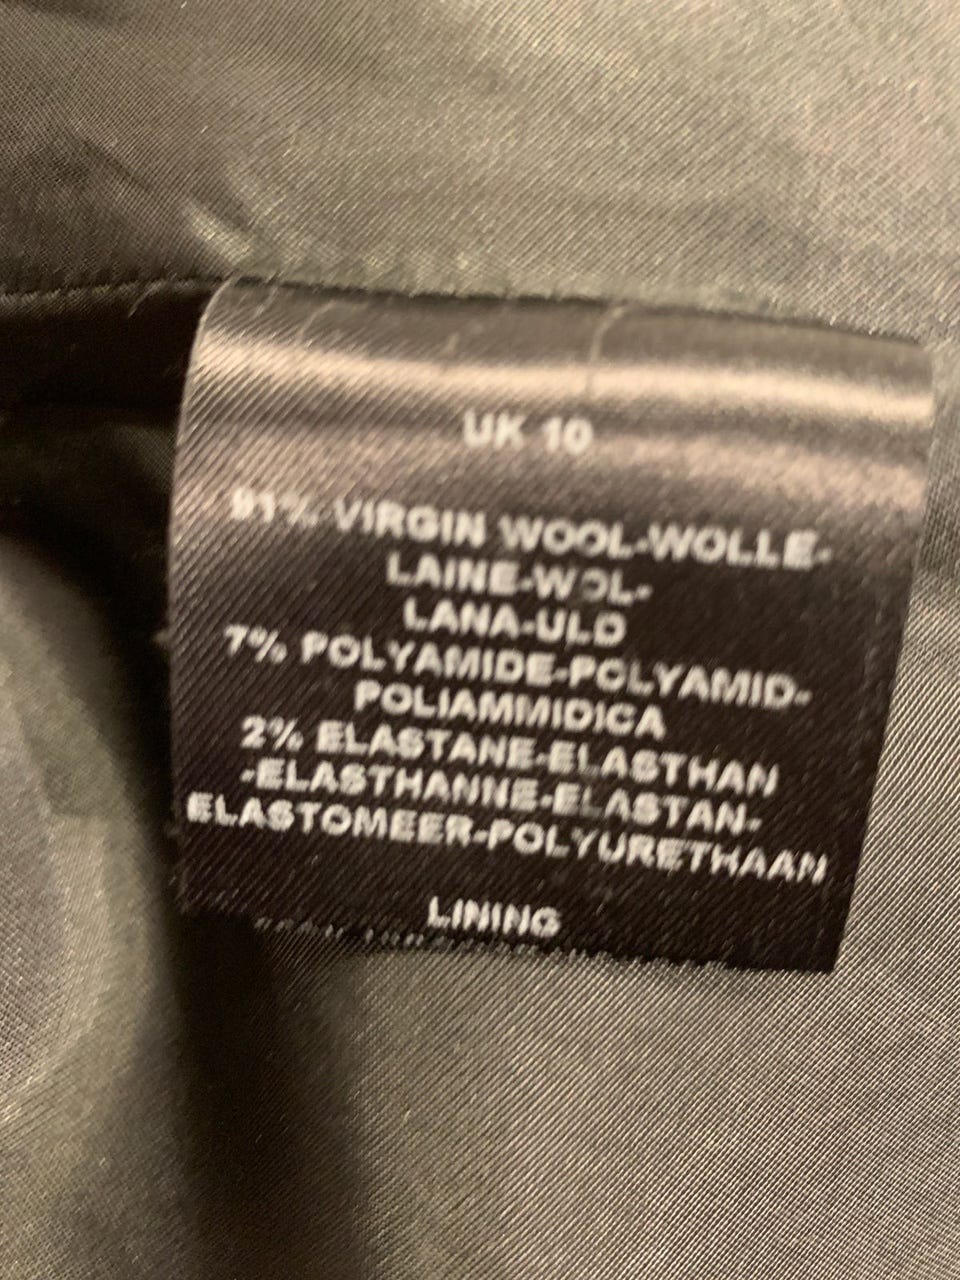 UK 10
91% VIRGIN WOOL-WOLLE-
LAINE-WOL-
LANA-ULD
7% POLYAMIDE-POLYAMID-
POLIAMMIDICA
2% ELASTANE-ELASTHAN
-ELASTHANNE-ELASTAN-
ELASTOMEER-POLYURETHAAN
LINING